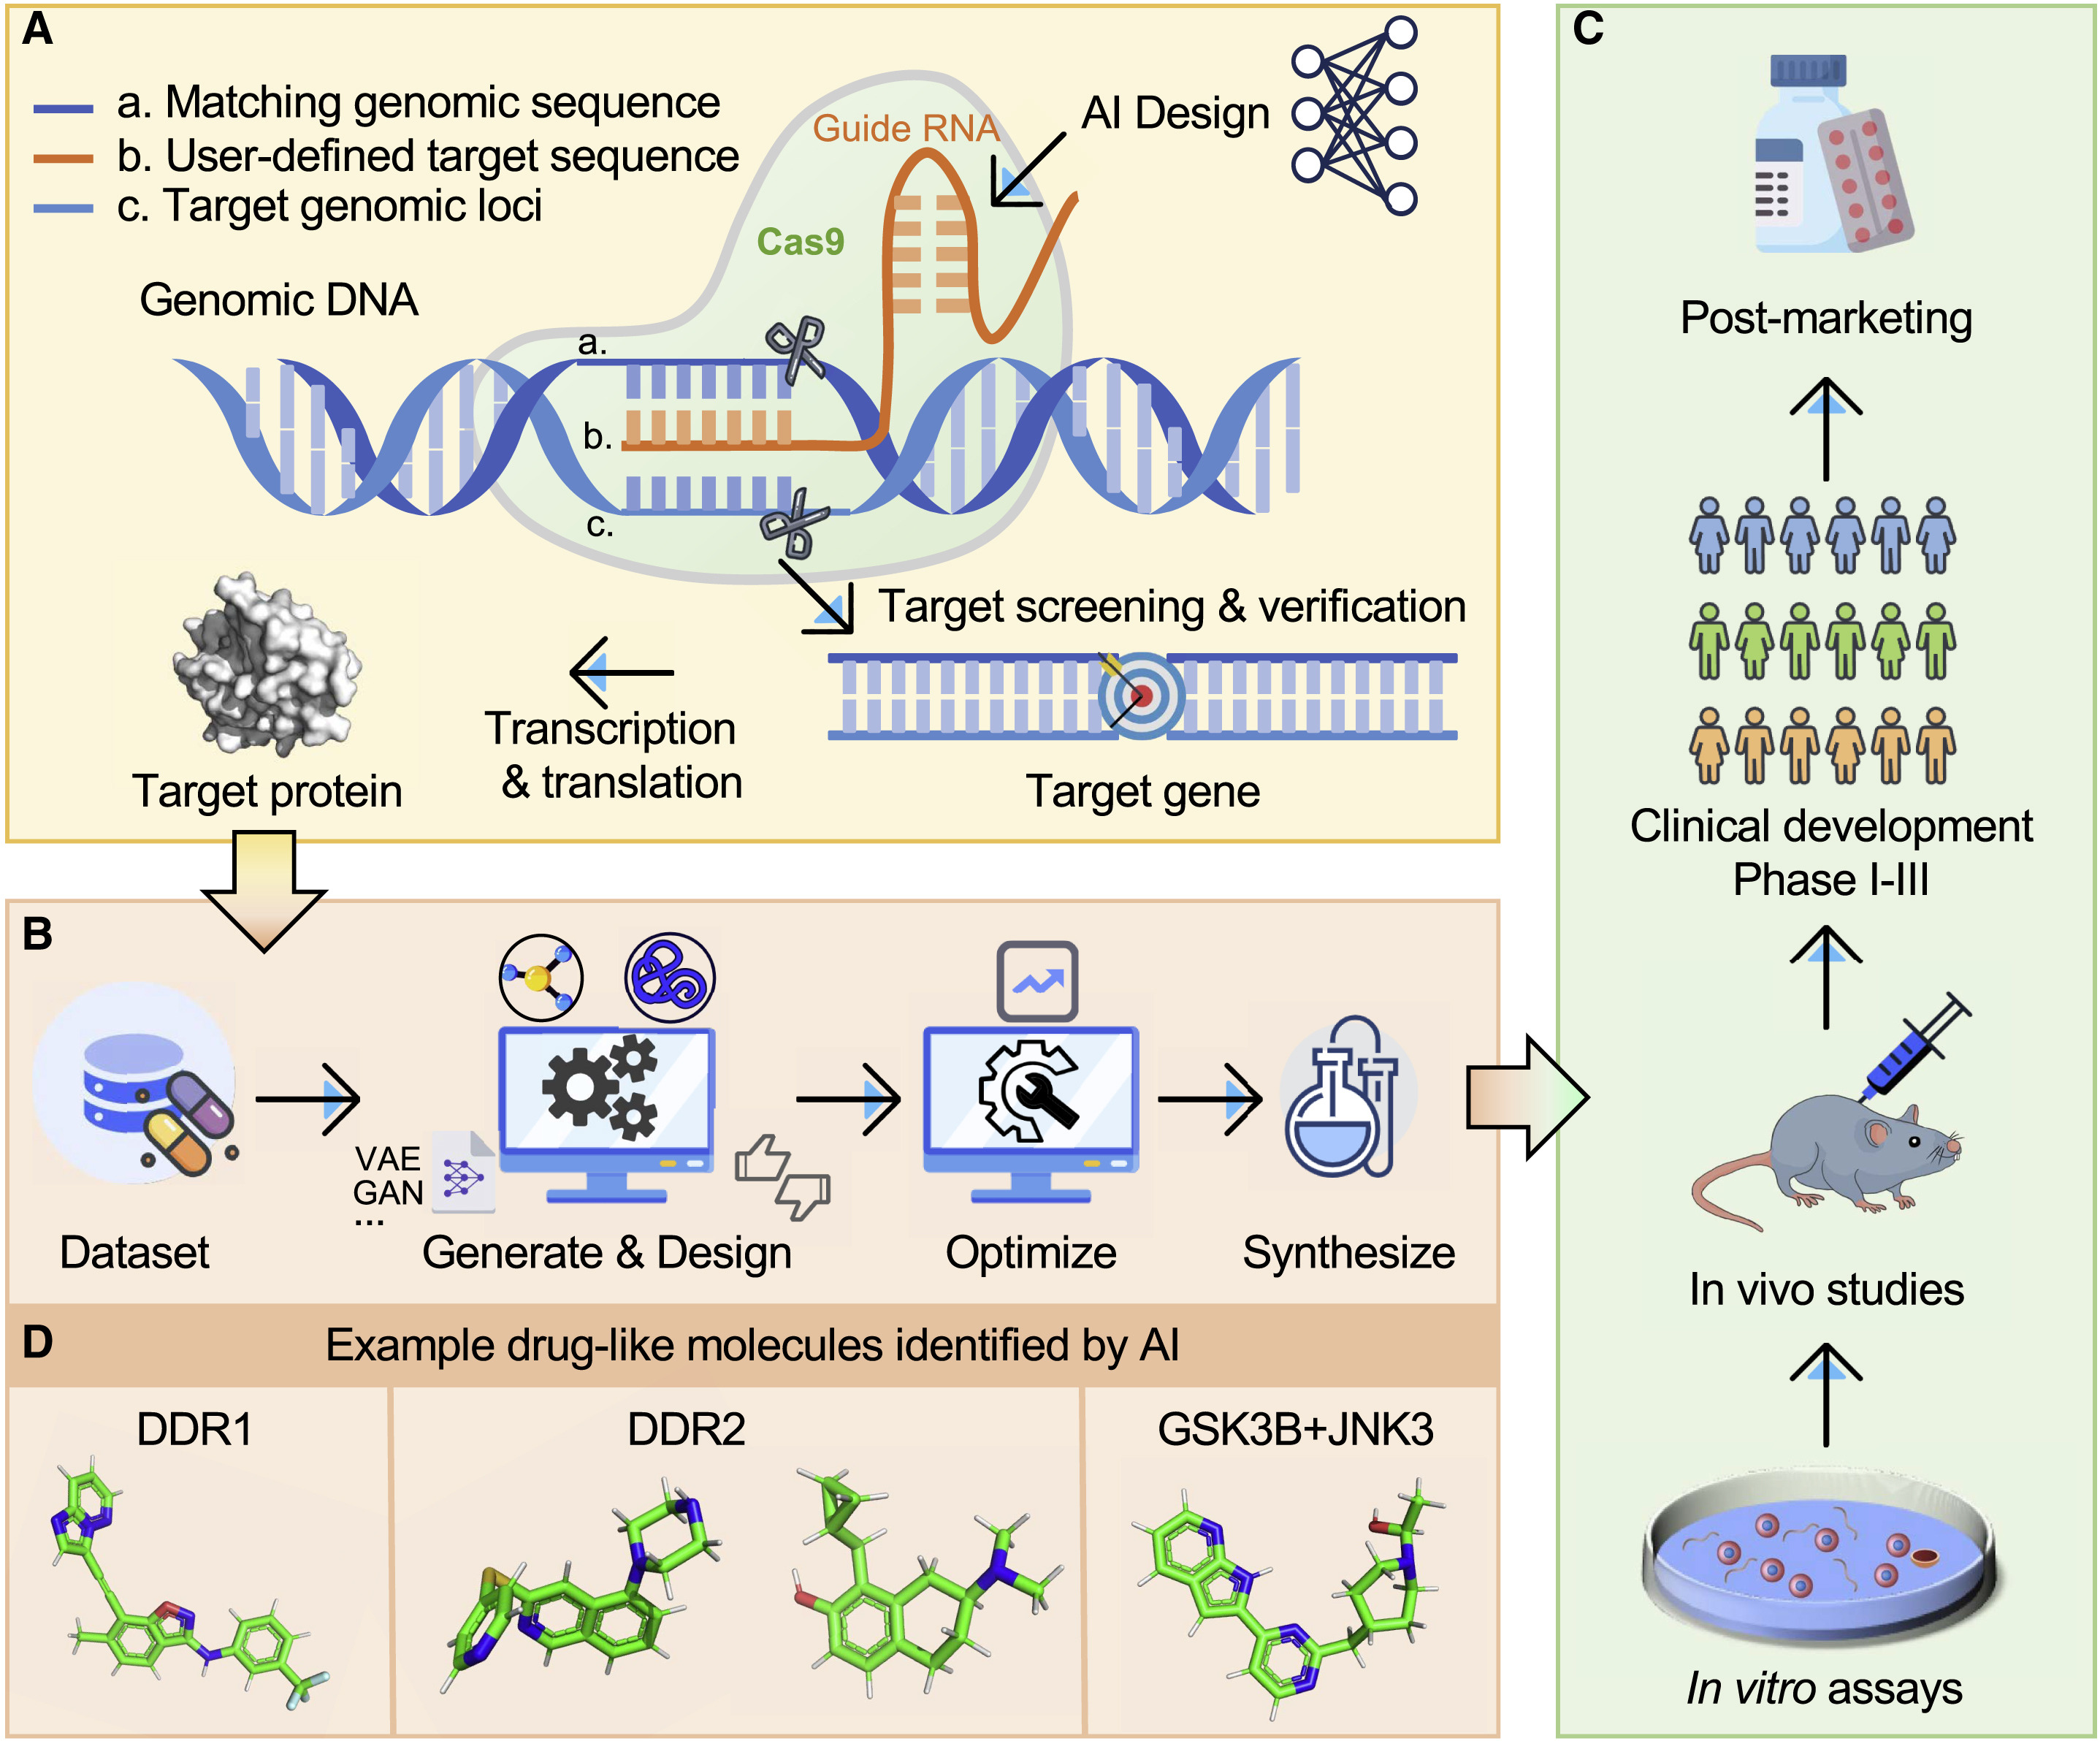 A
a. Matching genomic sequence
b. User-defined target sequence
c. Target genomic loci
Guide RNA
AI Design
Cas9
Genomic DNA
a.
b.
c.
Target screening & verification
Transcription
& translation
Target protein
Target gene
B
VAE
GAN
...
Dataset
Generate & Design
Optimize
Synthesize
D
Example drug-like molecules identified by AI
DDR1
DDR2
GSK3B+JNK3
C
Post-marketing
Clinical development
Phase I-III
In vivo studies
In vitro assays